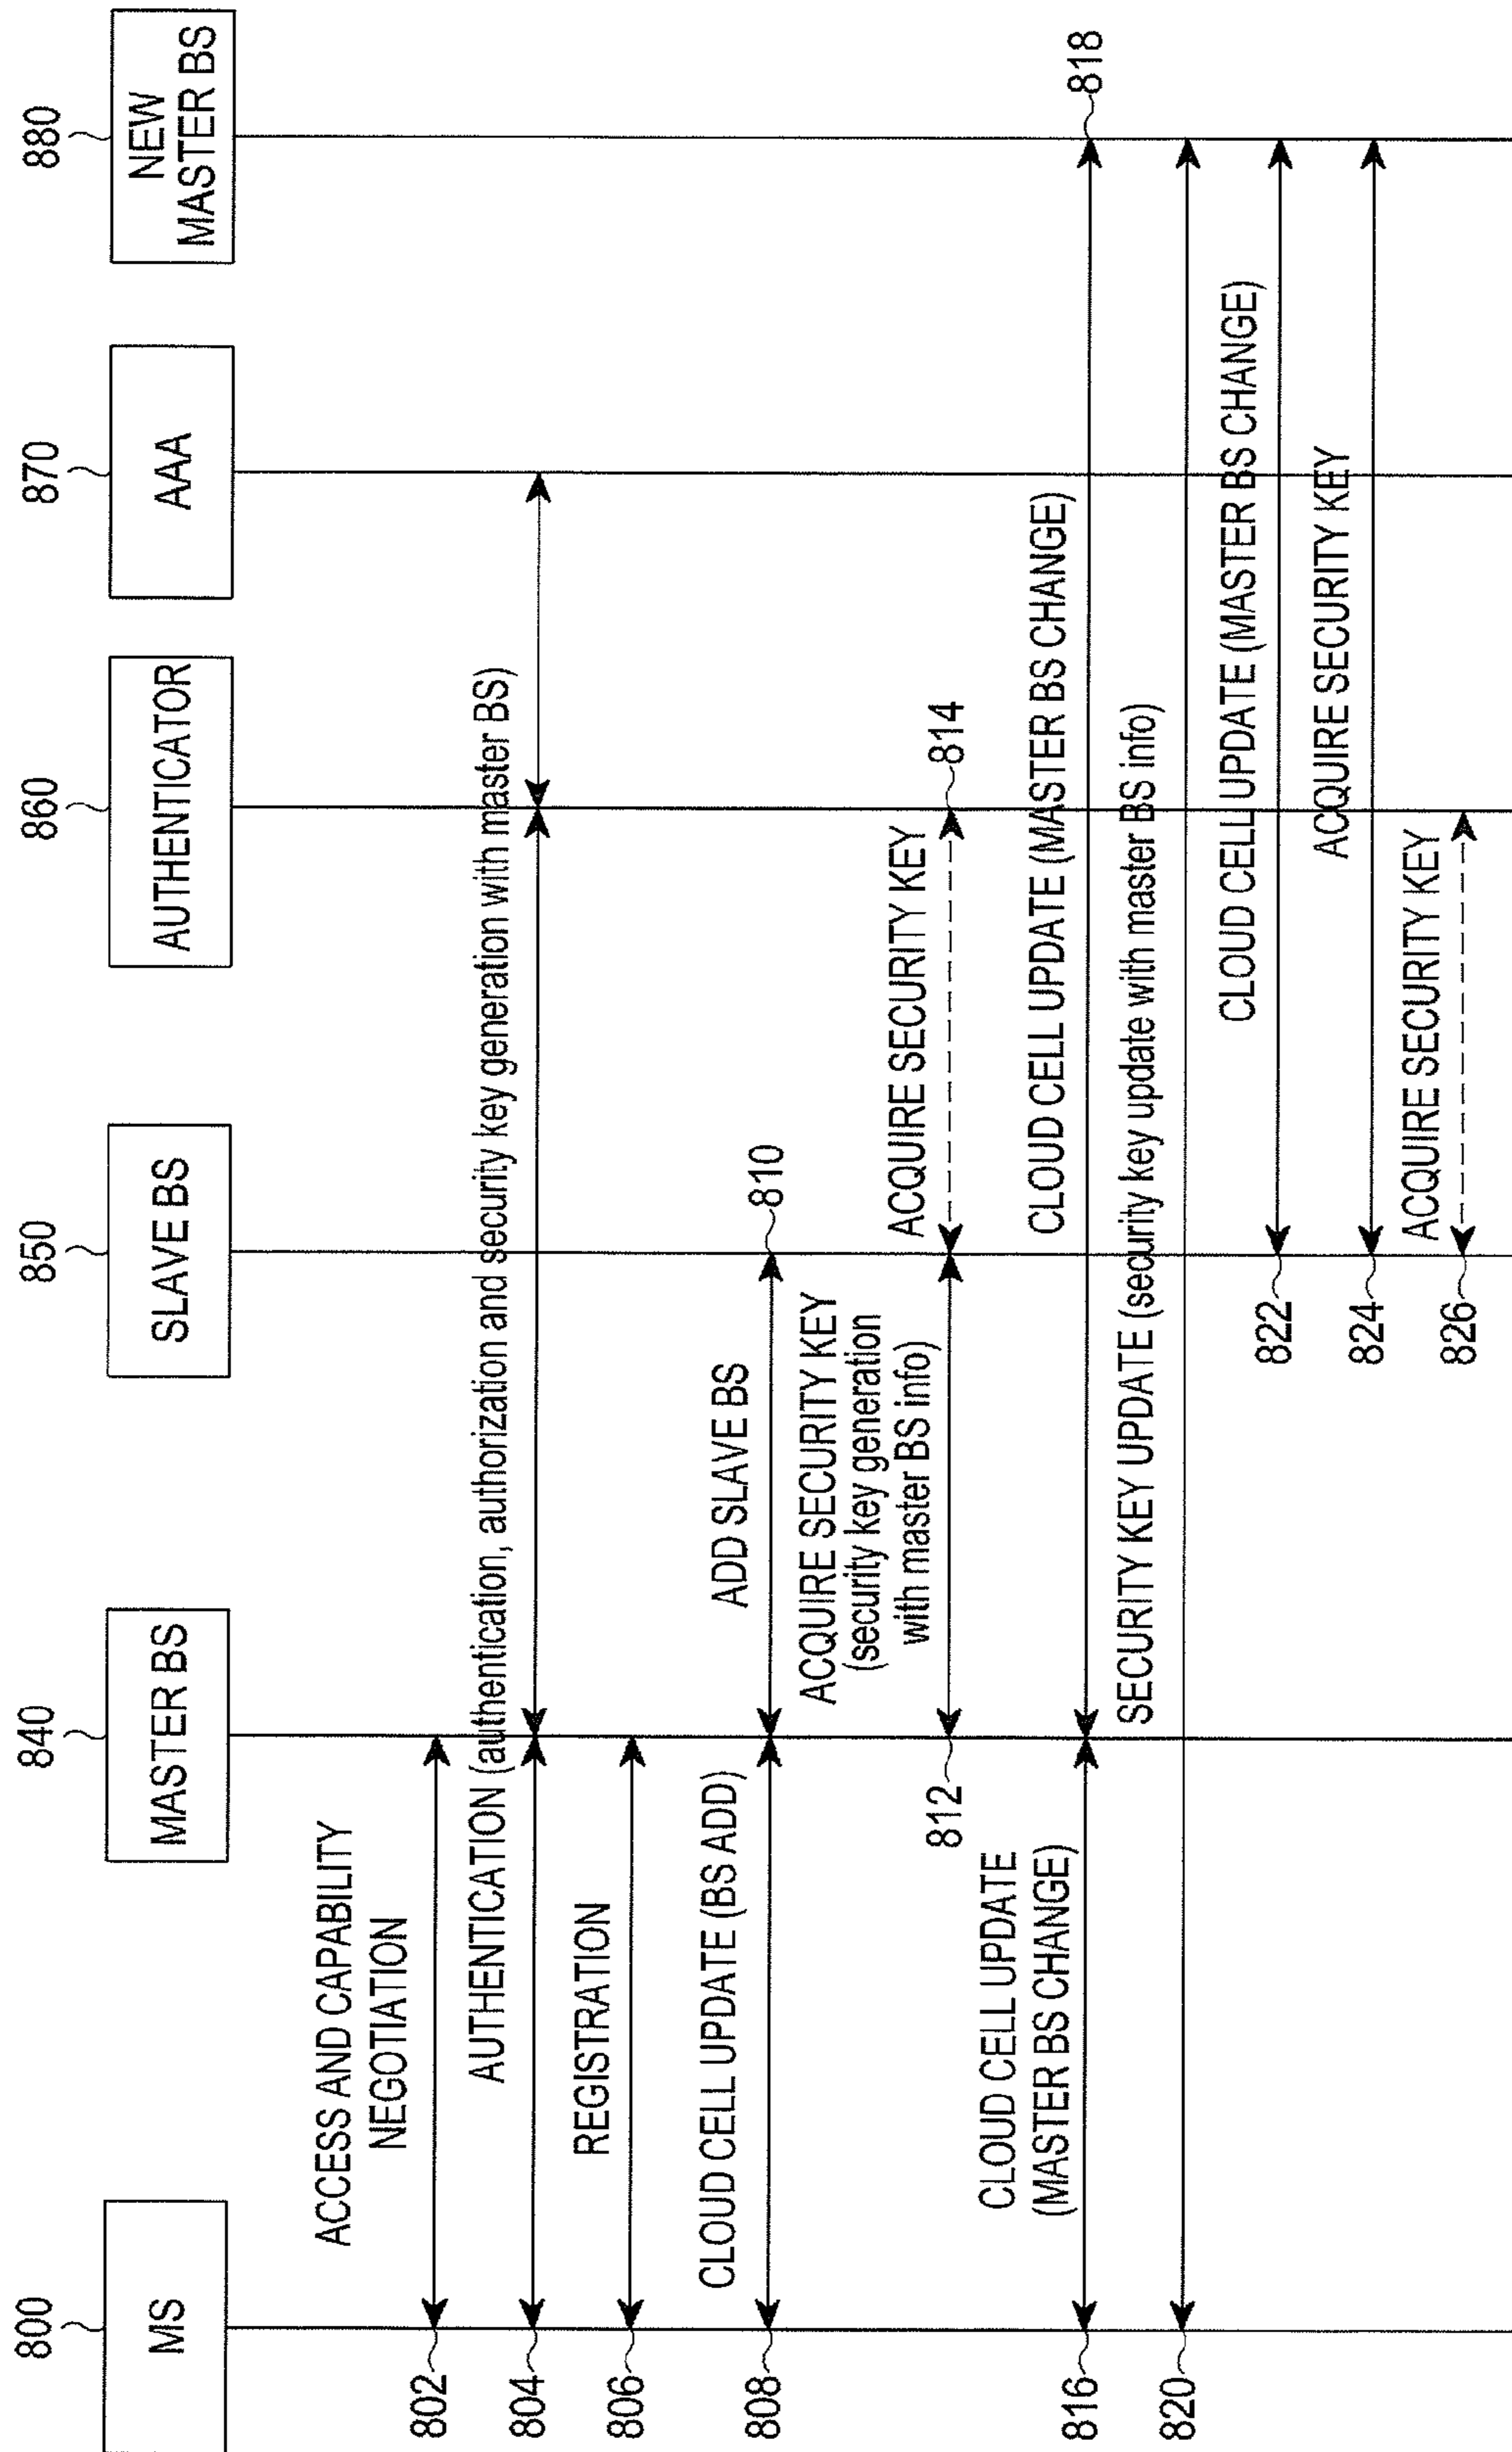 800
MS
840
MASTER BS
850
SLAVE BS
860
AUTHENTICATOR
870
AAA
880
NEW
MASTER BS
ACCESS AND CAPABILITY
NEGOTIATION
802
AUTHENTICATION (authentication, authorization and security key generation with master BS)
804
REGISTRATION
806
CLOUD CELL UPDATE (BS ADD)
808
ADD SLAVE BS
810
ACQUIRE SECURITY KEY
(security key generation
with master BS info)
812
ACQUIRE SECURITY KEY
814
CLOUD CELL UPDATE
(MASTER BS CHANGE)
816
CLOUD CELL UPDATE (MASTER BS CHANGE)
818
SECURITY KEY UPDATE (security key update with master BS info)
820
CLOUD CELL UPDATE (MASTER BS CHANGE)
822
ACQUIRE SECURITY KEY
824
ACQUIRE SECURITY KEY
826